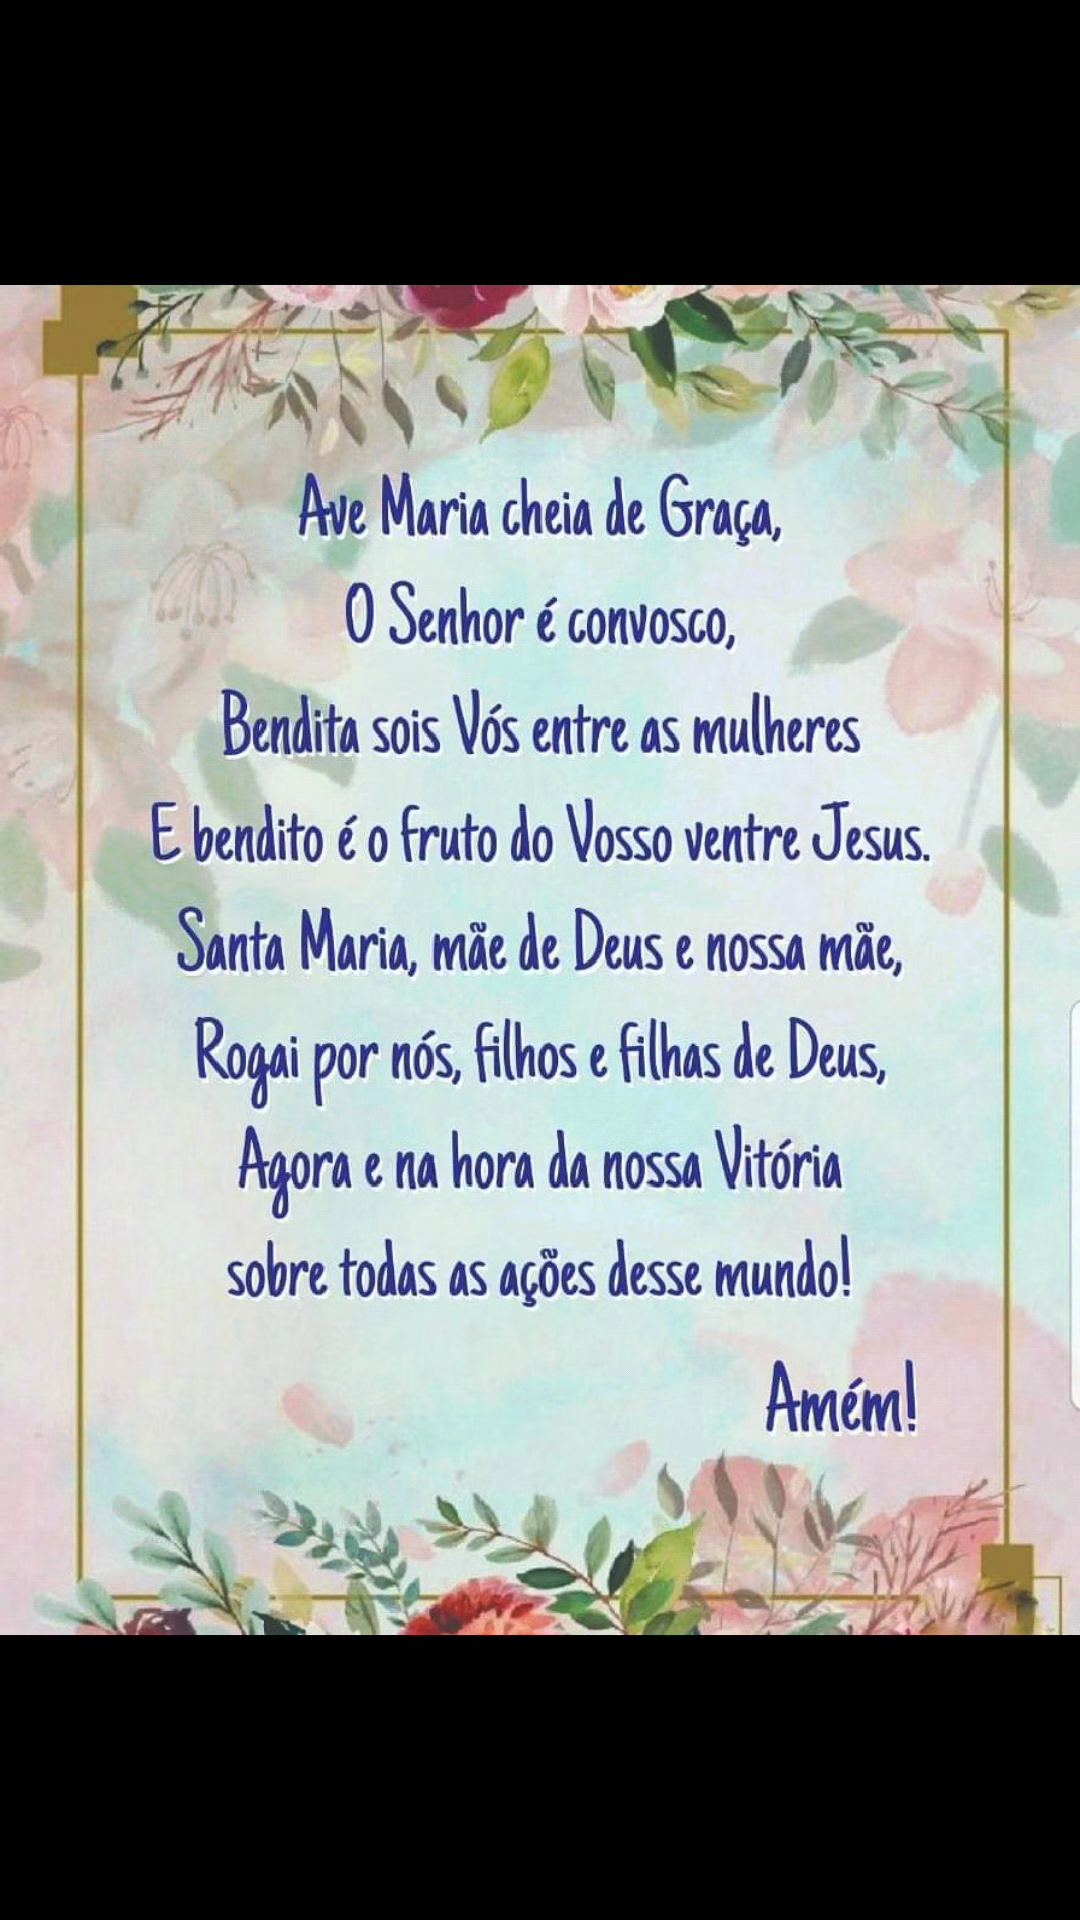 Ave Maria cheia de Graça,
O Senhor é convosco,
Bendita sois Vós entre as mulheres
E bendito é o fruto do Vosso ventre Jesus.
Santa Maria, mãe de Deus e nossa mãe,
Rogai por nós, filhos e filhas de Deus,
Agora e na hora da nossa Vitória
sobre todas as ações desse mundo!
Amém!